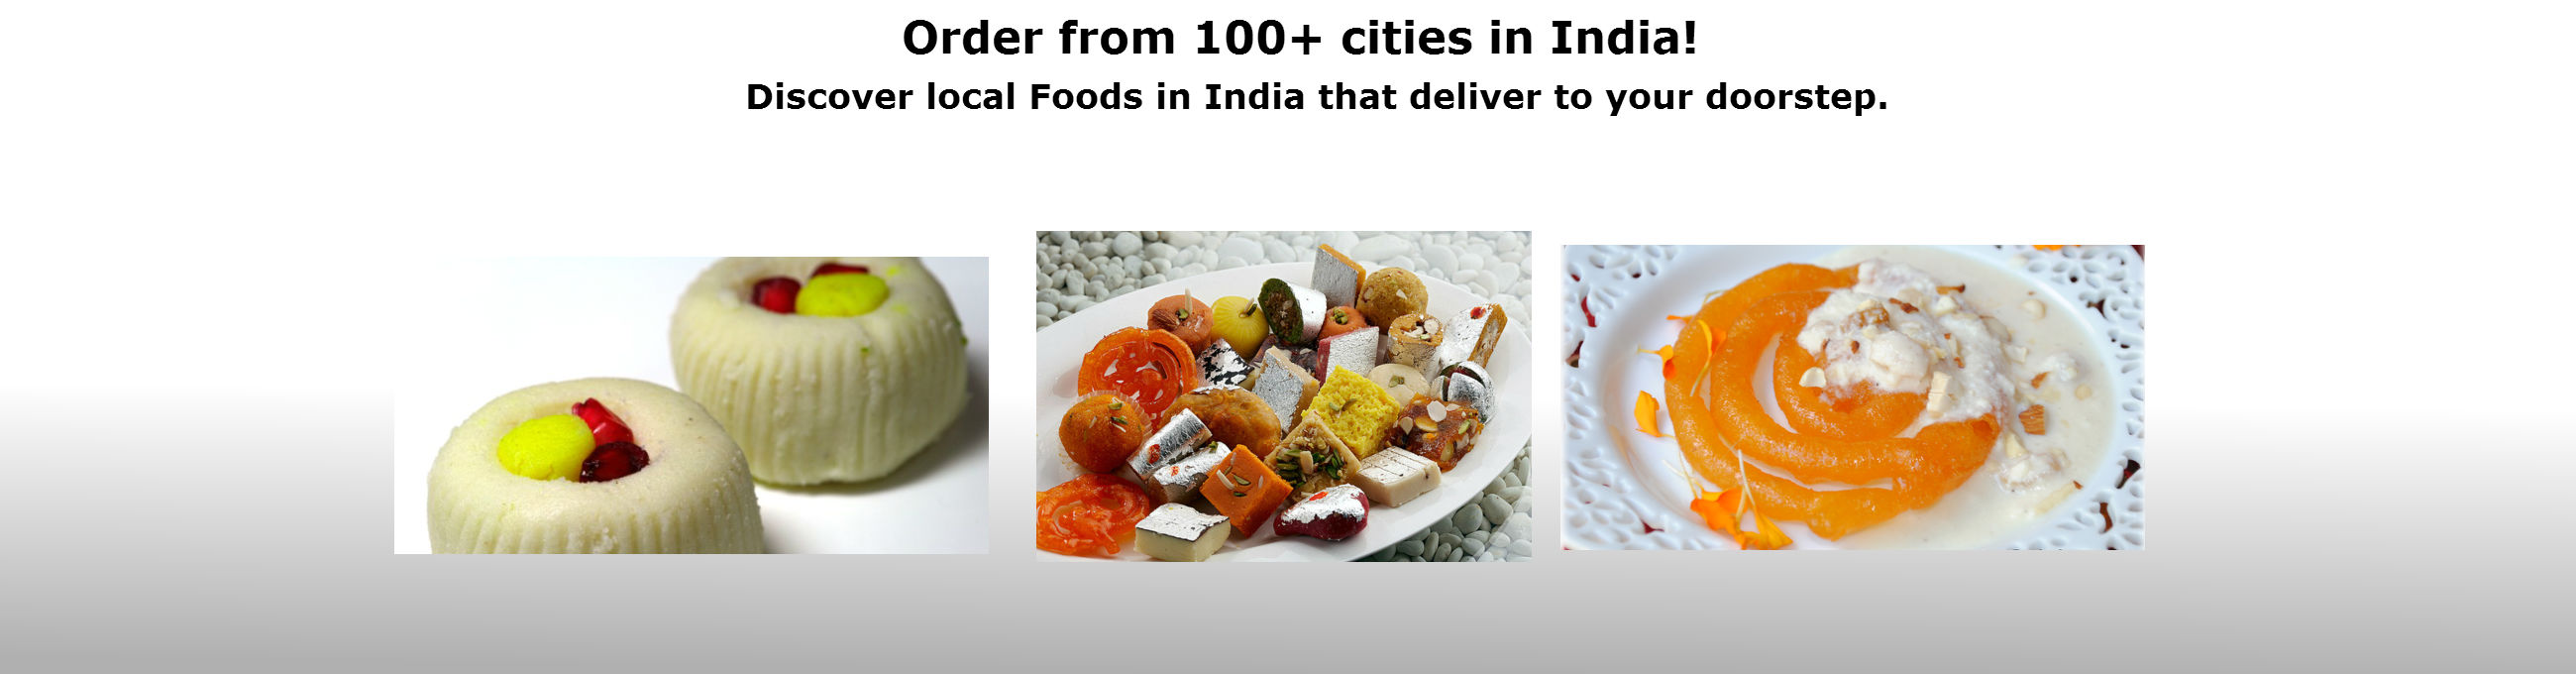 Order from 100+ cities in India!
Discover local Foods in India that deliver to your doorstep.